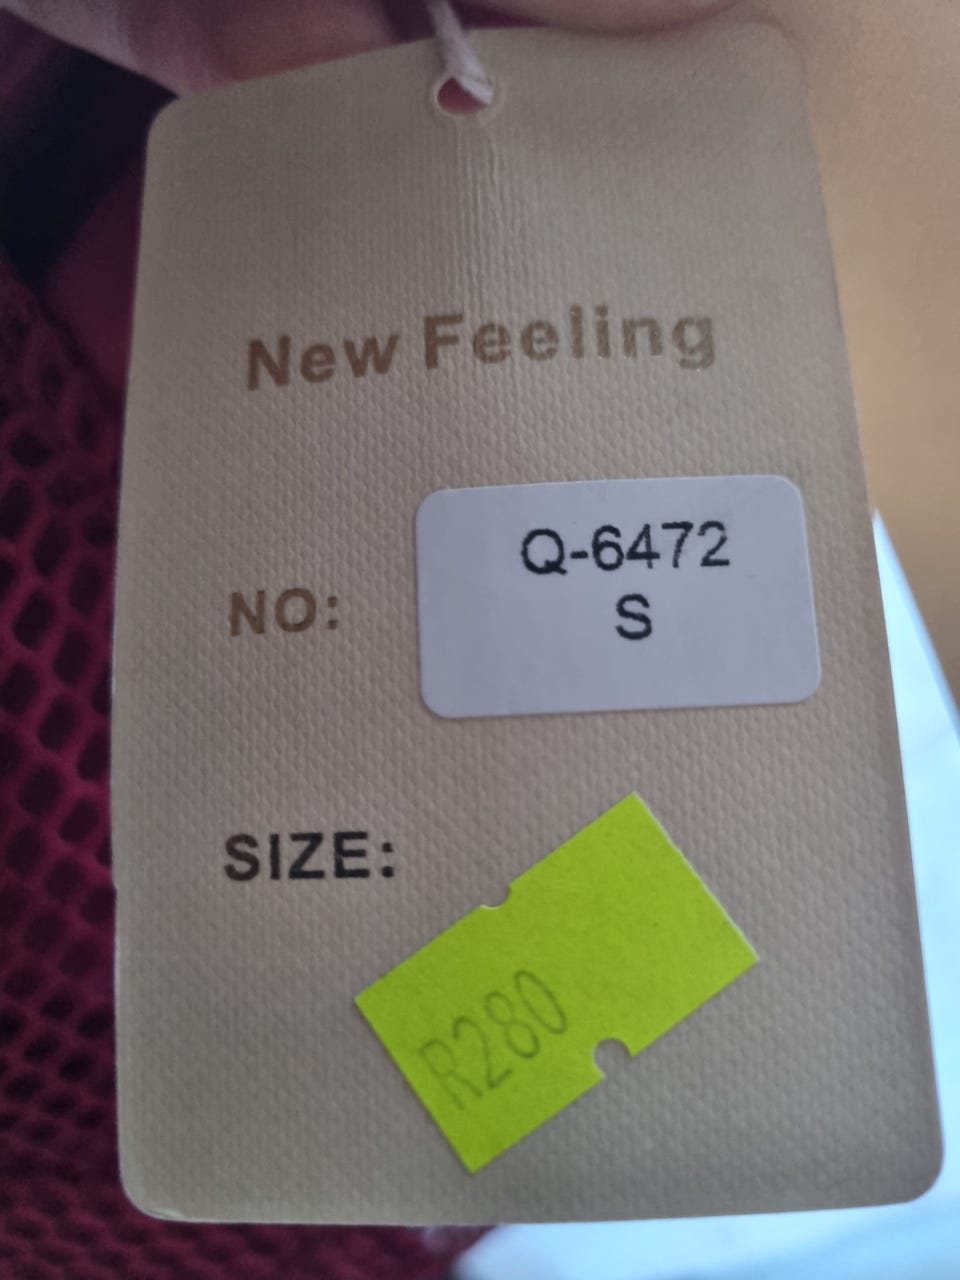 New Feeling
NO:
Q-6472
S
SIZE:
R280